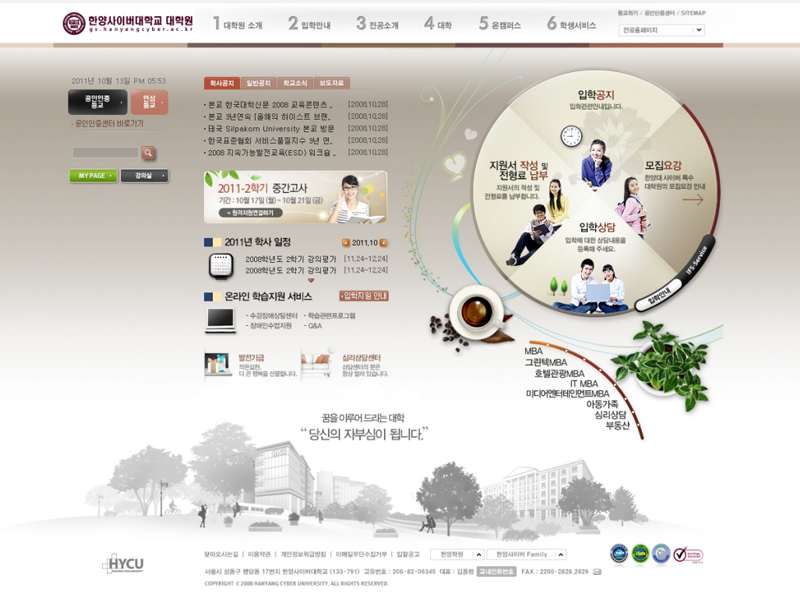 한양사이버대학교 대학원
gs.hanyangcyber.ac.kr
1 대학원 소개
2 입학안내
3 전공소개
4 대학
5 온캠퍼스
6 학생서비스
동교하기 / 공인인증센터 / SITEMAP
전공홈페이지
2011년 10월 13일 PM 05:53
공인인증
등교
안심
등교
· 공인인증센터 바로가기
MY PAGE
강의실
학사공지
일반공지
학교소식
보도자료
· 본교 한국대학신문 2008 교육콘텐츠 ..
[2008.10.28]
· 본교 3년연속 [올해의 하이스트 브랜..
[2008.10.28]
· 태국 Silpakorn University 본교 방문
[2008.10.28]
· 한국표준협회 서비스품질지수 3년 연..
[2008.10.28]
· 2008 지속가능발전교육(ESD) 워크숍 ..
[2008.10.28]
2011-2학기 중간고사
기간 : 10월 17일 (월) ~ 10월 21일 (금)
원격지원연결하기
2011년 학사 일정
2011.10
2008학년도 2학기 강의평가
[11.24~12.24]
2008학년도 2학기 강의평가
[11.24~12.24]
온라인 학습지원 서비스
입학지원 안내
- 수강장애상담센터
- 학습관련프로그램
- 장애인수업지원
- Q&A
발전기금
작은실천,
더 큰 행복을 선물합니다.
심리상담센터
상담센터의 문은
항상 열려 있습니다.
입학공지
입학관련안내입니다.
지원서 작성 및
전형료 납부
지원서의 작성 및
전형료를 납부합니다.
모집요강
한양대 사이버 특수
대학원의 모집요강 안내
입학상담
입학에 대한 상담내용을
등록해 주세요.
입학안내
IFS-Service
MBA
그린텍MBA
호텔관광MBA
IT MBA
미디어엔터테인먼트MBA
아동가족
심리상담
부동산
꿈을 이루어 드리는 대학
“당신의 자부심이 됩니다.”
HYCU
찾아오시는길 | 이용약관 | 개인정보취급방침 | 이메일무단수집거부 | 입찰공고
한양학원
한양사이버 Family
서울시 성동구 행당동 17번지 한양사이버대학교 (133-791) 고유번호 : 206-82-06345 대표 : 김종량 교내전화번호 FAX : 2290-2828,2829
COPYRIGHT © 2008 HANYANG CYBER UNIVERSITY. ALL RIGHTS RESERVED.